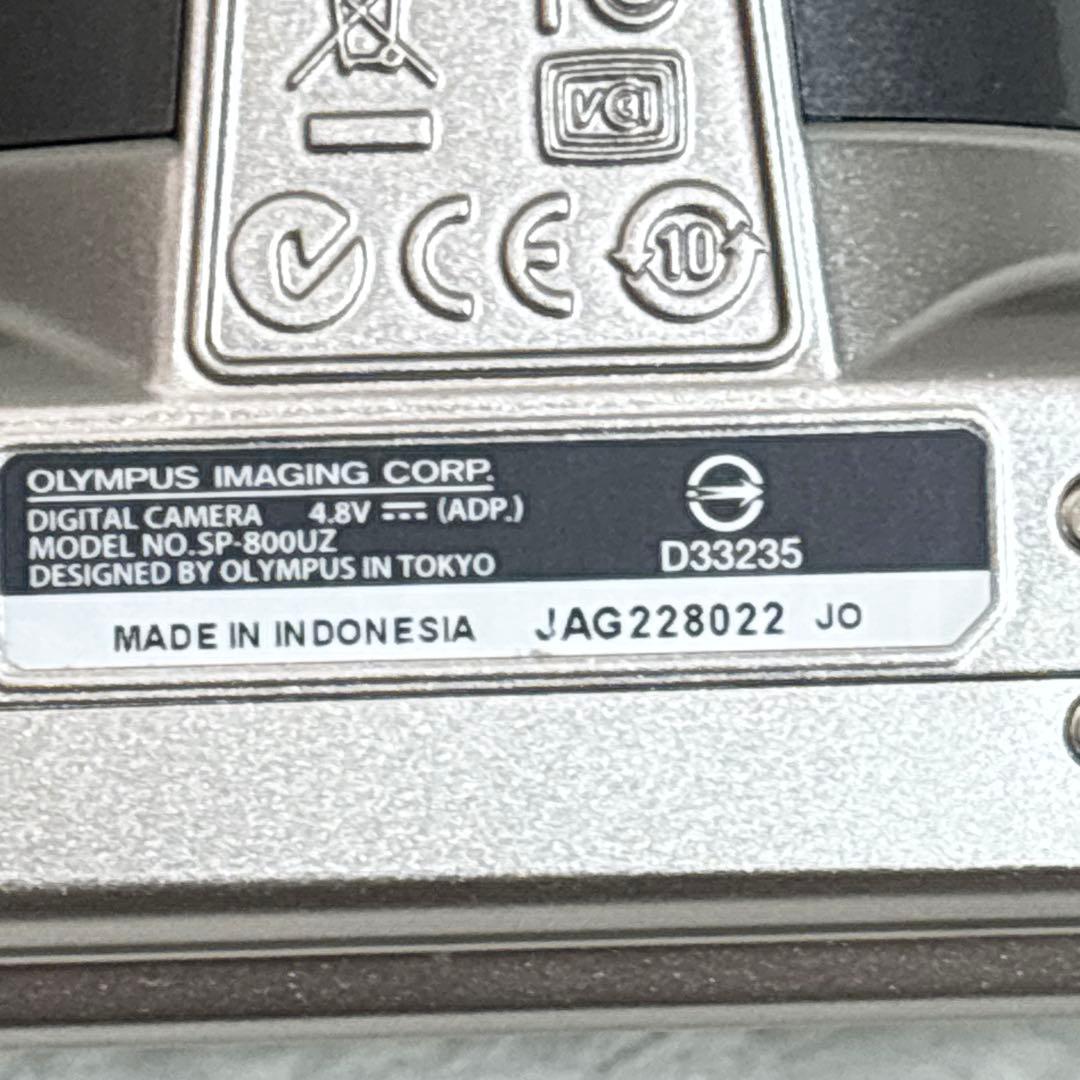 VCI
CE
10
OLYMPUS IMAGING CORP.
DIGITAL CAMERA 4.8V ⎓ (ADP.)
MODEL NO.SP-800UZ
DESIGNED BY OLYMPUS IN TOKYO
D33235
MADE IN INDONESIA JAG228022 JO